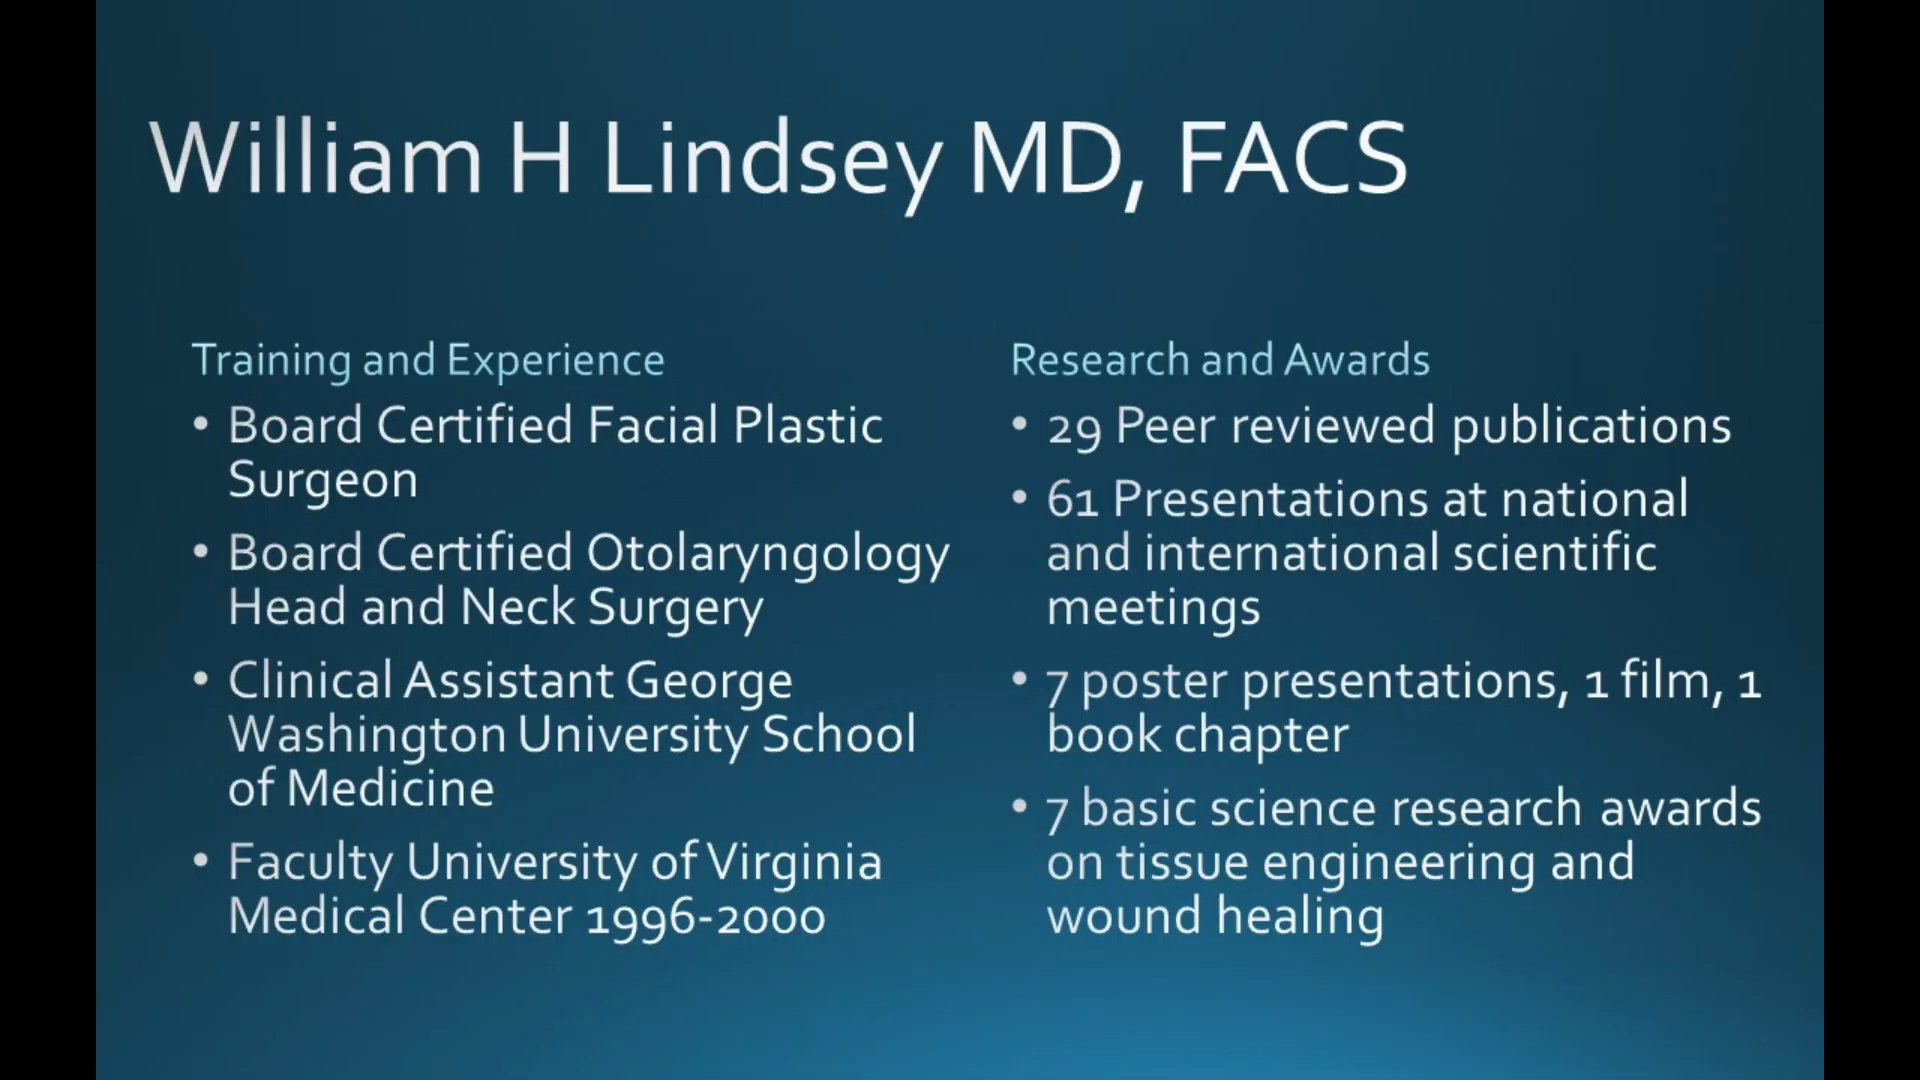 William H Lindsey MD, FACS
Training and Experience
• Board Certified Facial Plastic
Surgeon
• Board Certified Otolaryngology
Head and Neck Surgery
• Clinical Assistant George
Washington University School
of Medicine
• Faculty University of Virginia
Medical Center 1996-2000
Research and Awards
• 29 Peer reviewed publications
• 61 Presentations at national
and international scientific
meetings
• 7 poster presentations, 1 film, 1
book chapter
• 7 basic science research awards
on tissue engineering and
wound healing